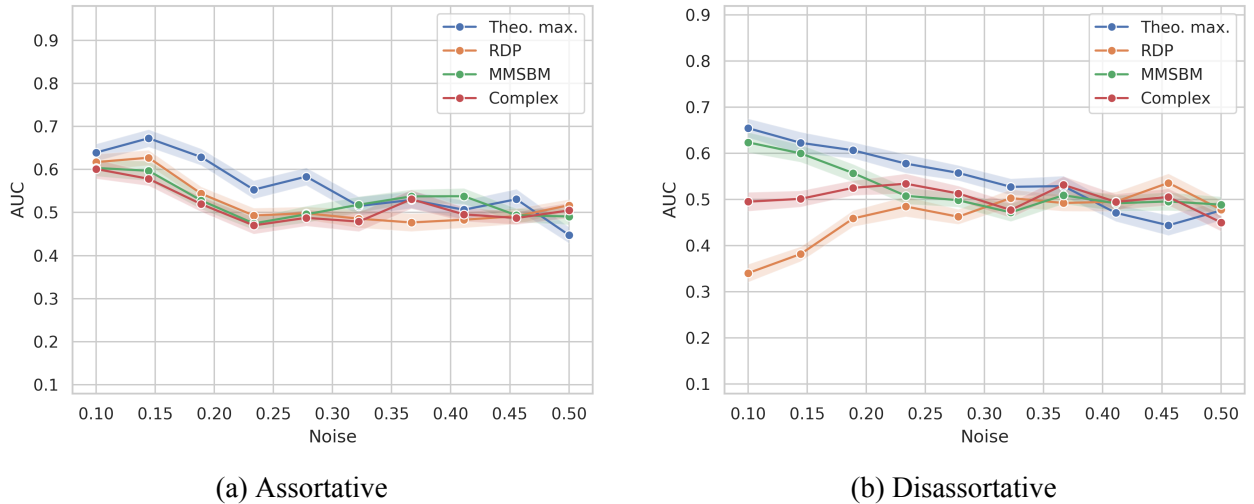 Theo. max.
RDP
MMSBM
Complex
0.9
0.8
0.7
0.6
0.5
0.4
0.3
0.2
0.1
AUC
0.10 0.15 0.20 0.25 0.30 0.35 0.40 0.45 0.50
Noise
(a) Assortative
Theo. max.
RDP
MMSBM
Complex
0.9
0.8
0.7
0.6
0.5
0.4
0.3
0.2
0.1
AUC
0.10 0.15 0.20 0.25 0.30 0.35 0.40 0.45 0.50
Noise
(b) Disassortative